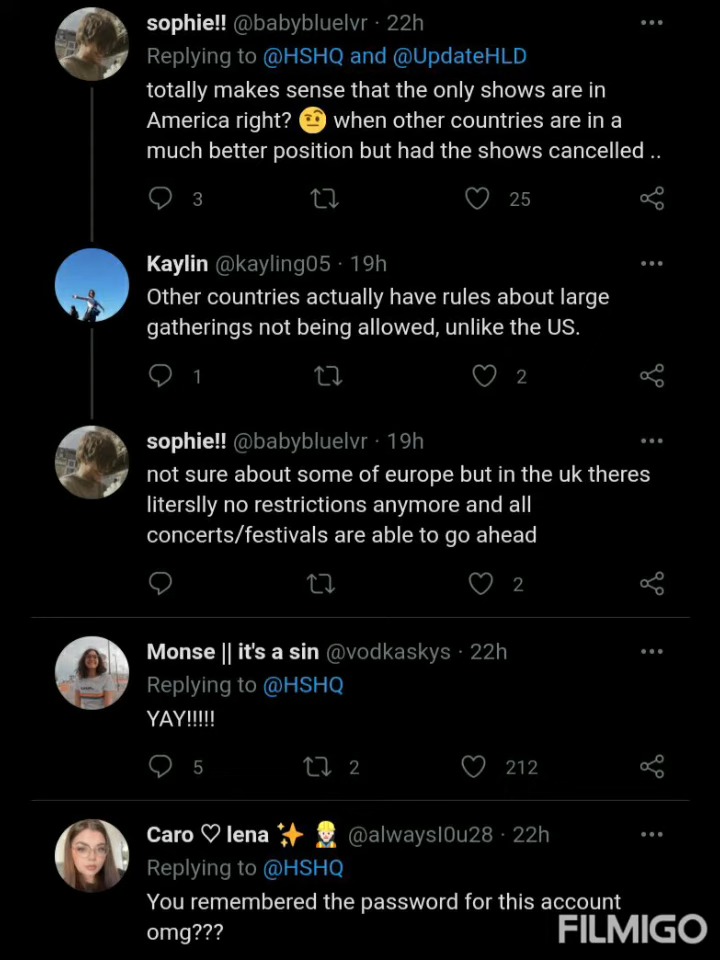 sophie!! @babybluelvr · 22h
Replying to @HSHQ and @UpdateHLD
totally makes sense that the only shows are in
America right? 🤨 when other countries are in a
much better position but had the shows cancelled ..
3 25
Kaylin @kayling05 · 19h
Other countries actually have rules about large
gatherings not being allowed, unlike the US.
1 2
sophie!! @babybluelvr · 19h
not sure about some of europe but in the uk theres
literslly no restrictions anymore and all
concerts/festivals are able to go ahead
2
Monse || it's a sin @vodkaskys · 22h
Replying to @HSHQ
YAY!!!!!
5 2 212
Caro ♡ lena ✨ 👷 @alwaysl0u28 · 22h
Replying to @HSHQ
You remembered the password for this account
omg???
FILMIGO